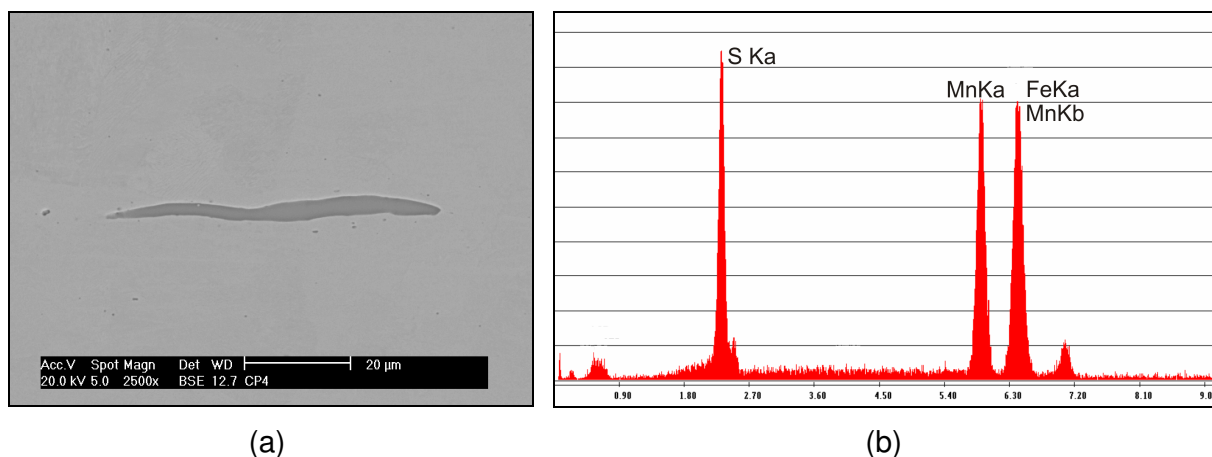 Acc.V Spot Magn Det WD 20 µm
20.0 kV 5.0 2500x BSE 12.7 CP4
(a)
S Ka
MnKa FeKa
MnKb
0.90 1.80 2.70 3.60 4.50 5.40 6.30 7.20 8.10 9.0
(b)